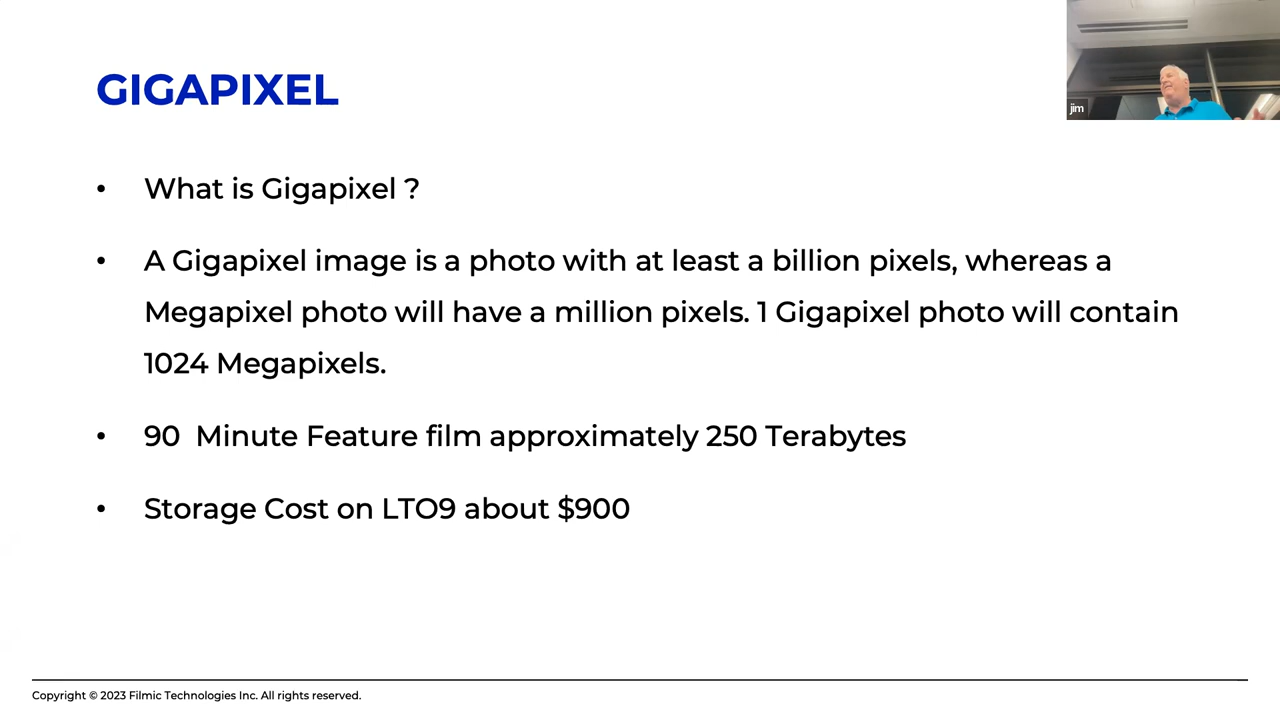 GIGAPIXEL
jim
• What is Gigapixel ?
• A Gigapixel image is a photo with at least a billion pixels, whereas a
Megapixel photo will have a million pixels. 1 Gigapixel photo will contain
1024 Megapixels.
• 90  Minute Feature film approximately 250 Terabytes
• Storage Cost on LTO9 about $900
Copyright © 2023 Filmic Technologies Inc. All rights reserved.